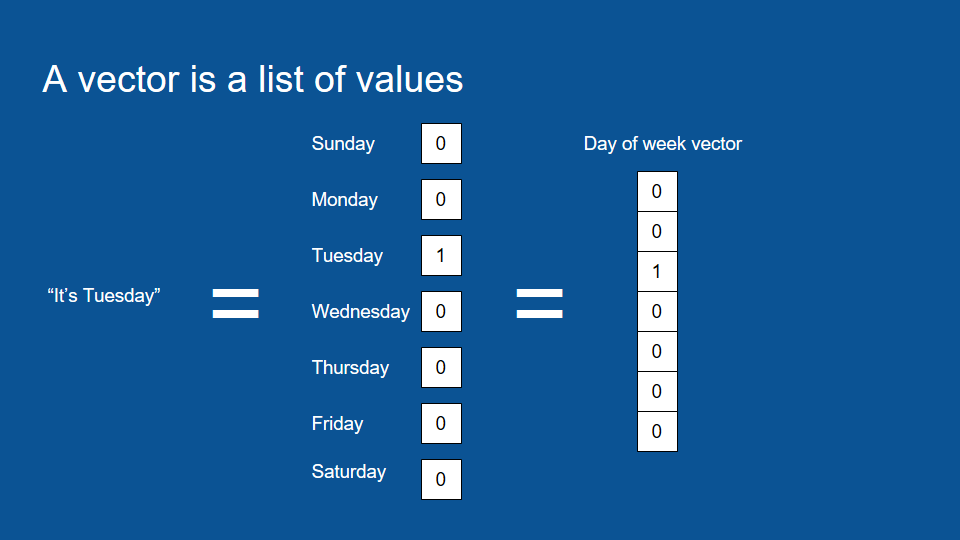 A vector is a list of values
“It’s Tuesday”
=
Sunday 0
Monday 0
Tuesday 1
Wednesday 0
Thursday 0
Friday 0
Saturday 0
=
Day of week vector
0
0
1
0
0
0
0